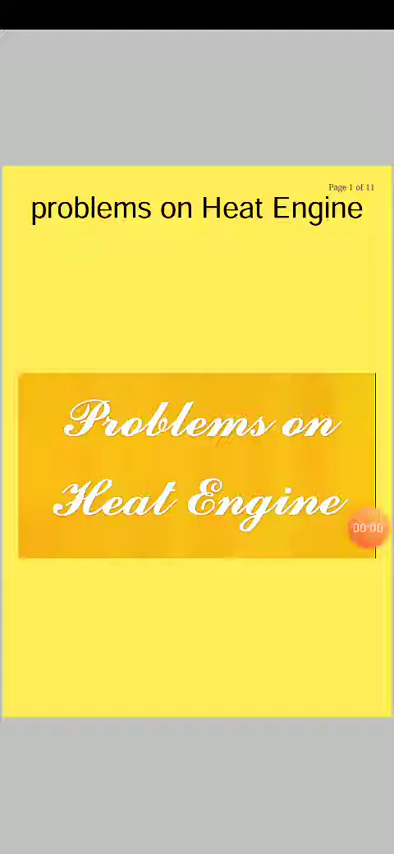 Page 1 of 11
problems on Heat Engine
Problems on
Heat Engine
00:00